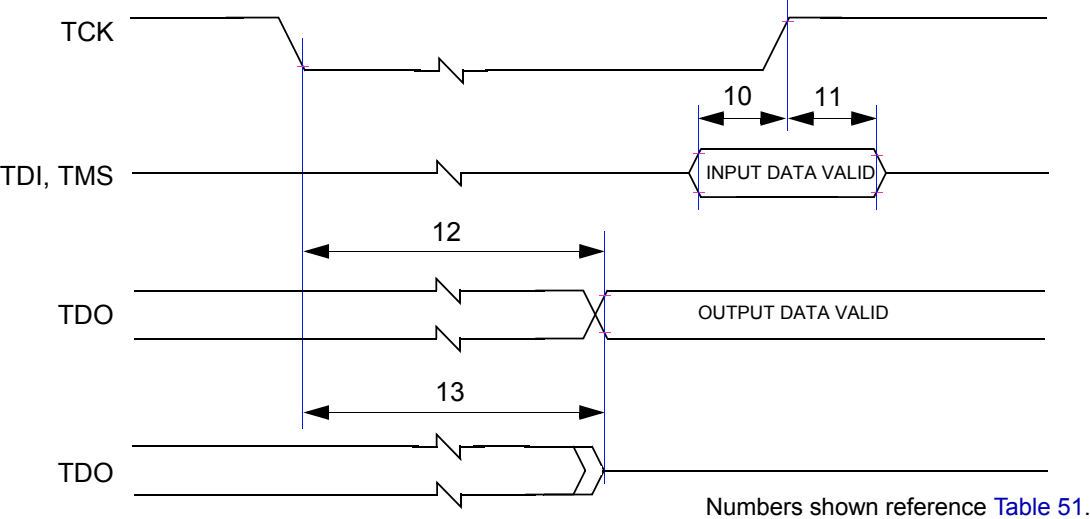 TCK
10
11
TDI, TMS
INPUT DATA VALID
12
TDO
OUTPUT DATA VALID
13
TDO
Numbers shown reference Table 51.